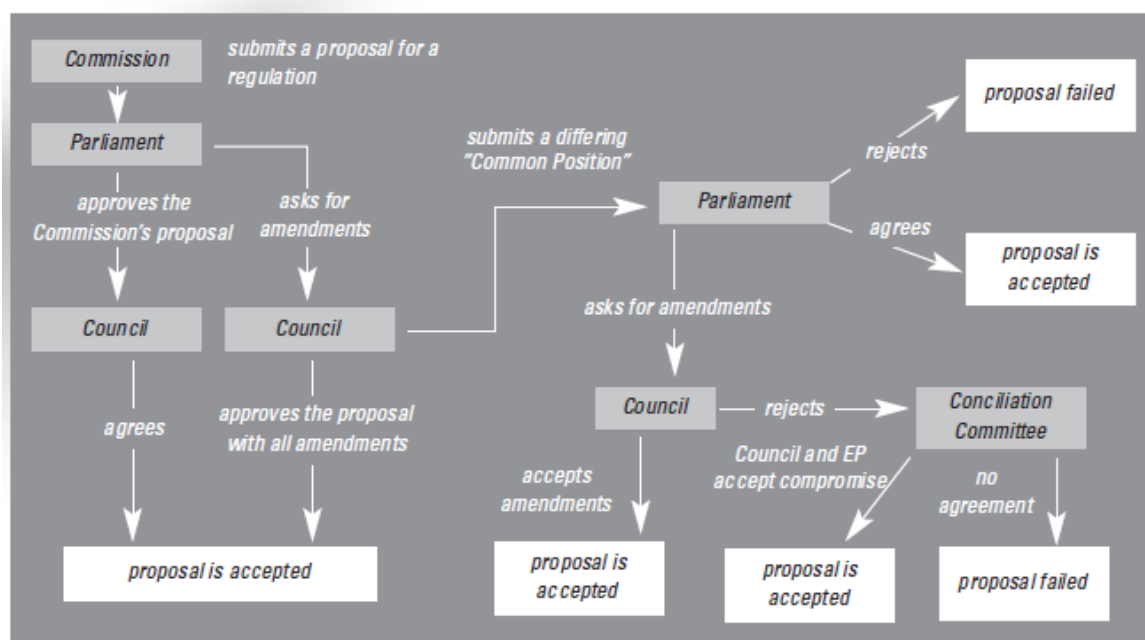 Commission
submits a proposal for a
regulation
Parliament
approves the
Commission's proposal
asks for
amendments
Council
Council
agrees
approves the proposal
with all amendments
proposal is accepted
submits a differing
"Common Position"
Parliament
rejects
proposal failed
agrees
proposal is
accepted
asks for amendments
Council
rejects
Conciliation
Committee
accepts
amendments
Council and EP
accept compromise
no
agreement
proposal is
accepted
proposal is
accepted
proposal failed